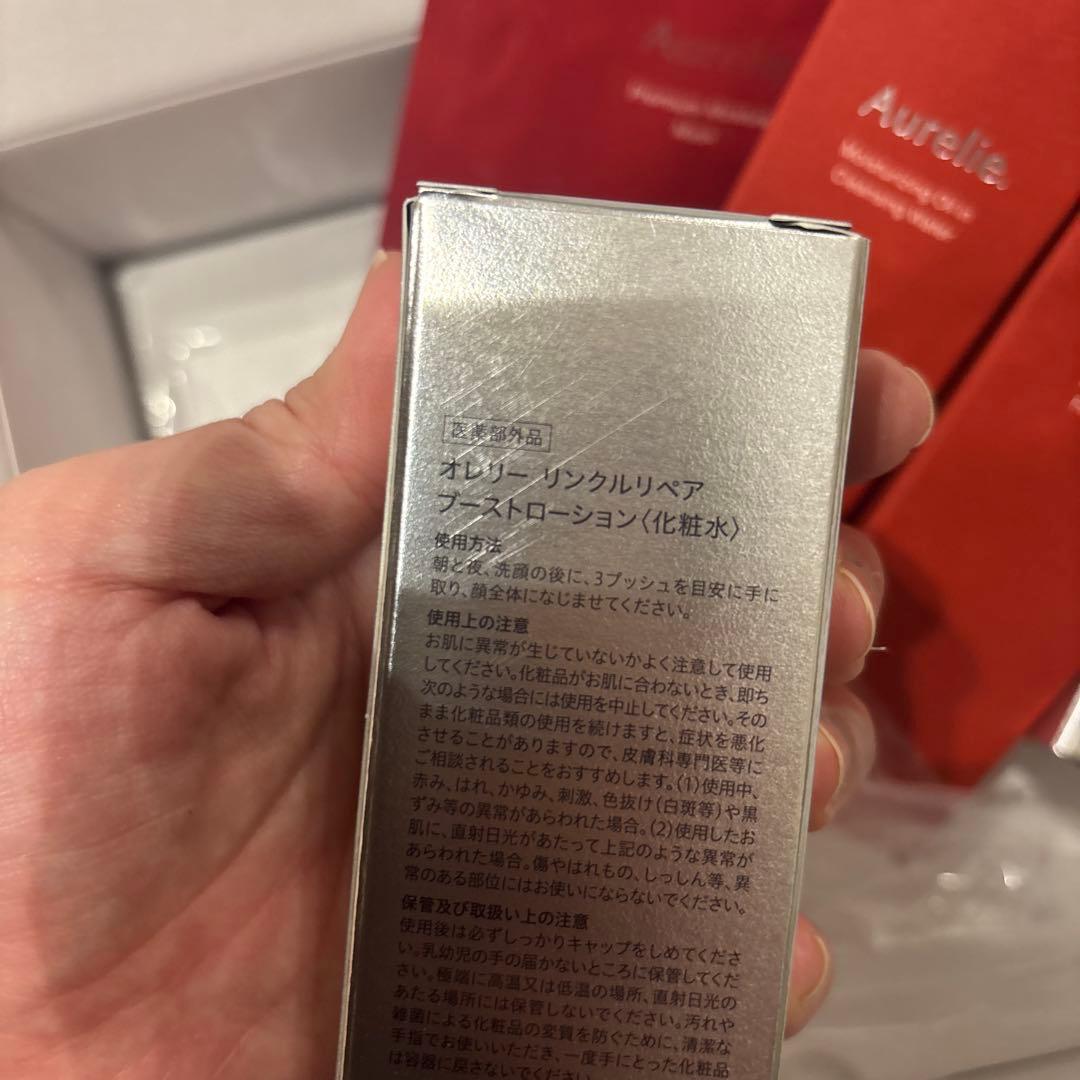 Aurelie.
Aurelie.
Moisturizing Oil in
Cleansing Water
医薬部外品
オレリー リンクルリペア
ブーストローション〈化粧水〉
使用方法
朝と夜、洗顔の後に、3プッシュを目安に手に
取り、顔全体になじませてください。
使用上の注意
お肌に異常が生じていないかよく注意して使用
してください。化粧品がお肌に合わないとき、即ち
次のような場合には使用を中止してください。その
まま化粧品類の使用を続けますと、症状を悪化
させることがありますので、皮膚科専門医等に
ご相談されることをおすすめします。(1)使用中、
赤み、はれ、かゆみ、刺激、色抜け(白斑等)や黒
ずみ等の異常があらわれた場合。(2)使用したお
肌に、直射日光があたって上記のような異常が
あらわれた場合。傷やはれもの、しっしん等、異
常のある部位にはお使いにならないでください。
保管及び取扱い上の注意
使用後は必ずしっかりキャップをしめてくださ
い。乳幼児の手の届かないところに保管してくだ
さい。極端に高温又は低温の場所、直射日光の
あたる場所には保管しないでください。汚れや
雑菌による化粧品の変質を防ぐために、清潔な
手指でお使いいただき、一度手にとった化粧品
は容器に戻さないでください。